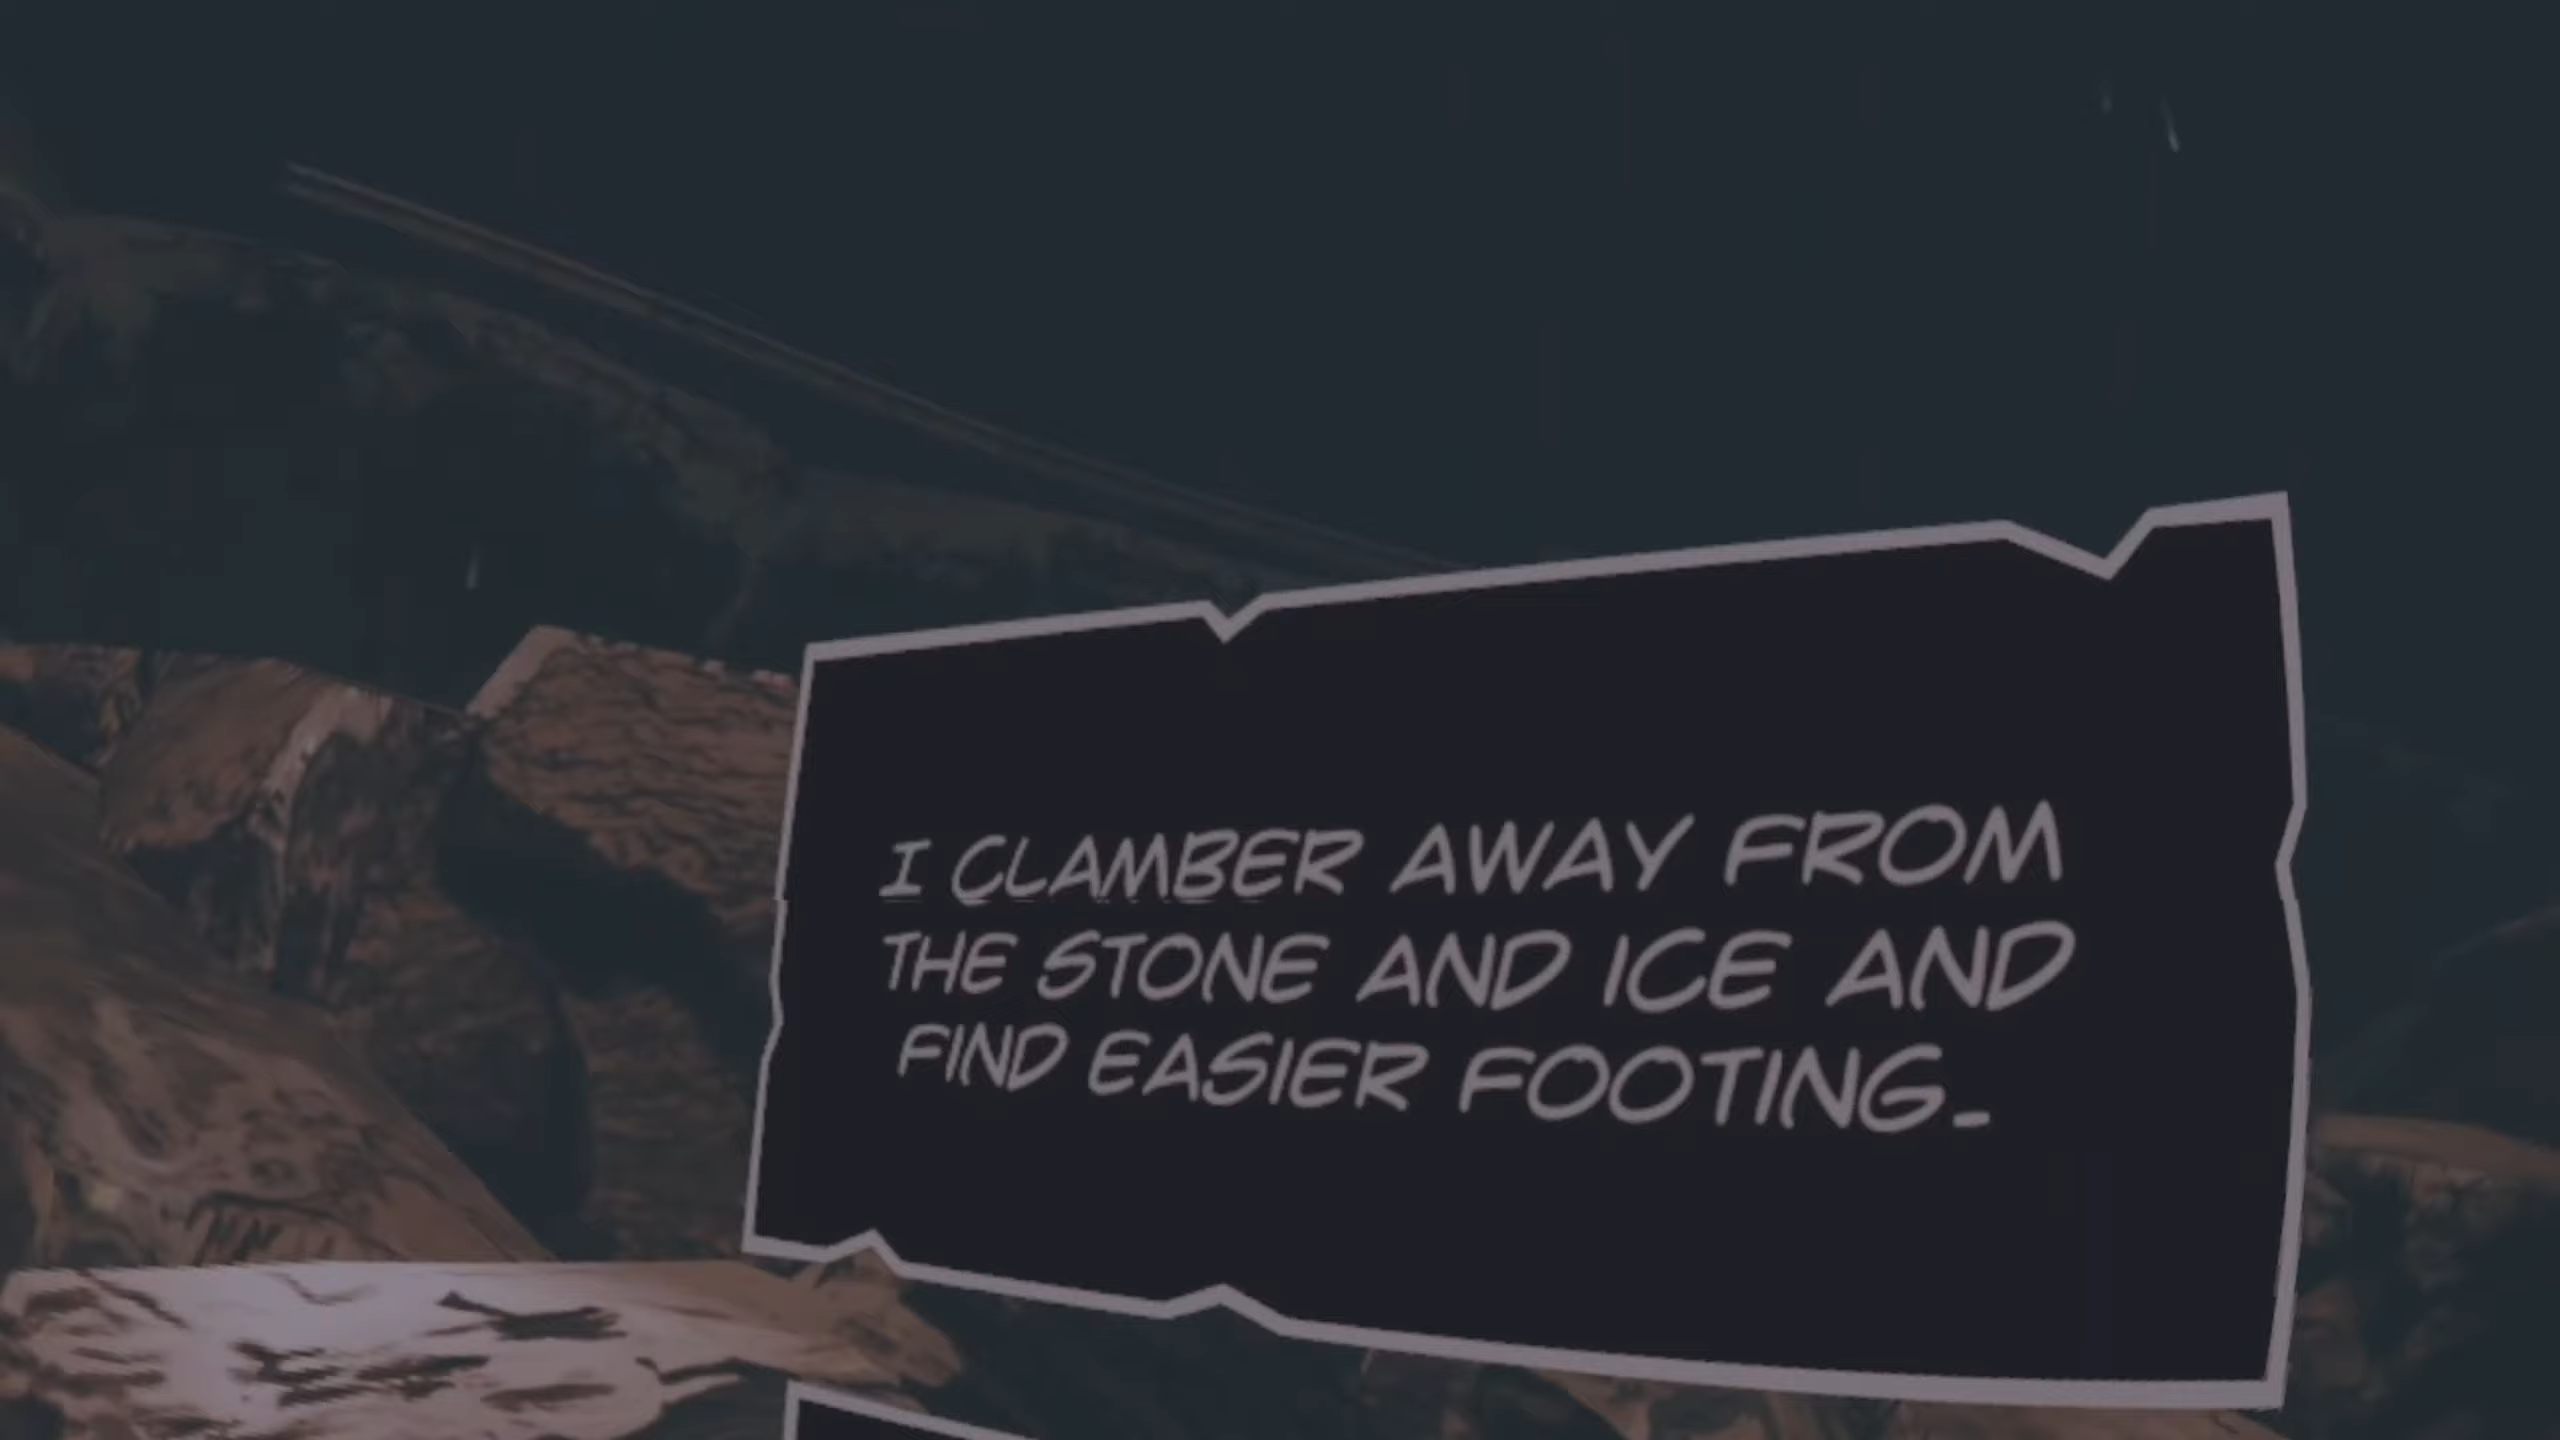 I CLAMBER AWAY FROM
THE STONE AND ICE AND
FIND EASIER FOOTING.